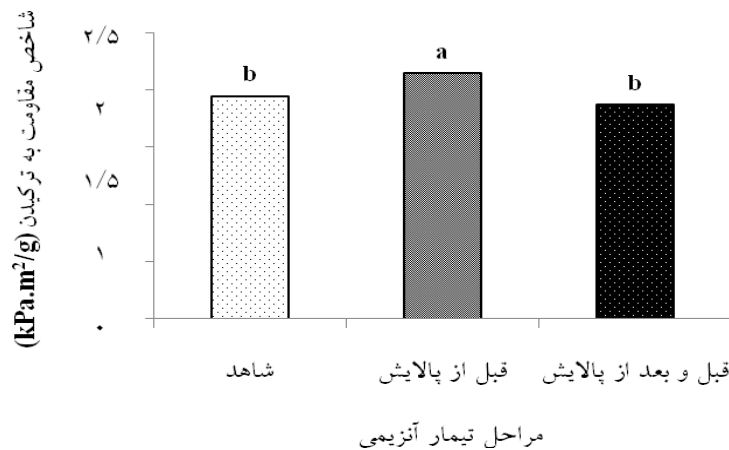 شاخص مقاومت به ترکیدن (kPa.m²/g)
۲/۵
۲
۱/۵
۱
۰
b
a
b
شاهد
قبل از پالایش
قبل و بعد از پالایش
مراحل تیمار آنزیمی